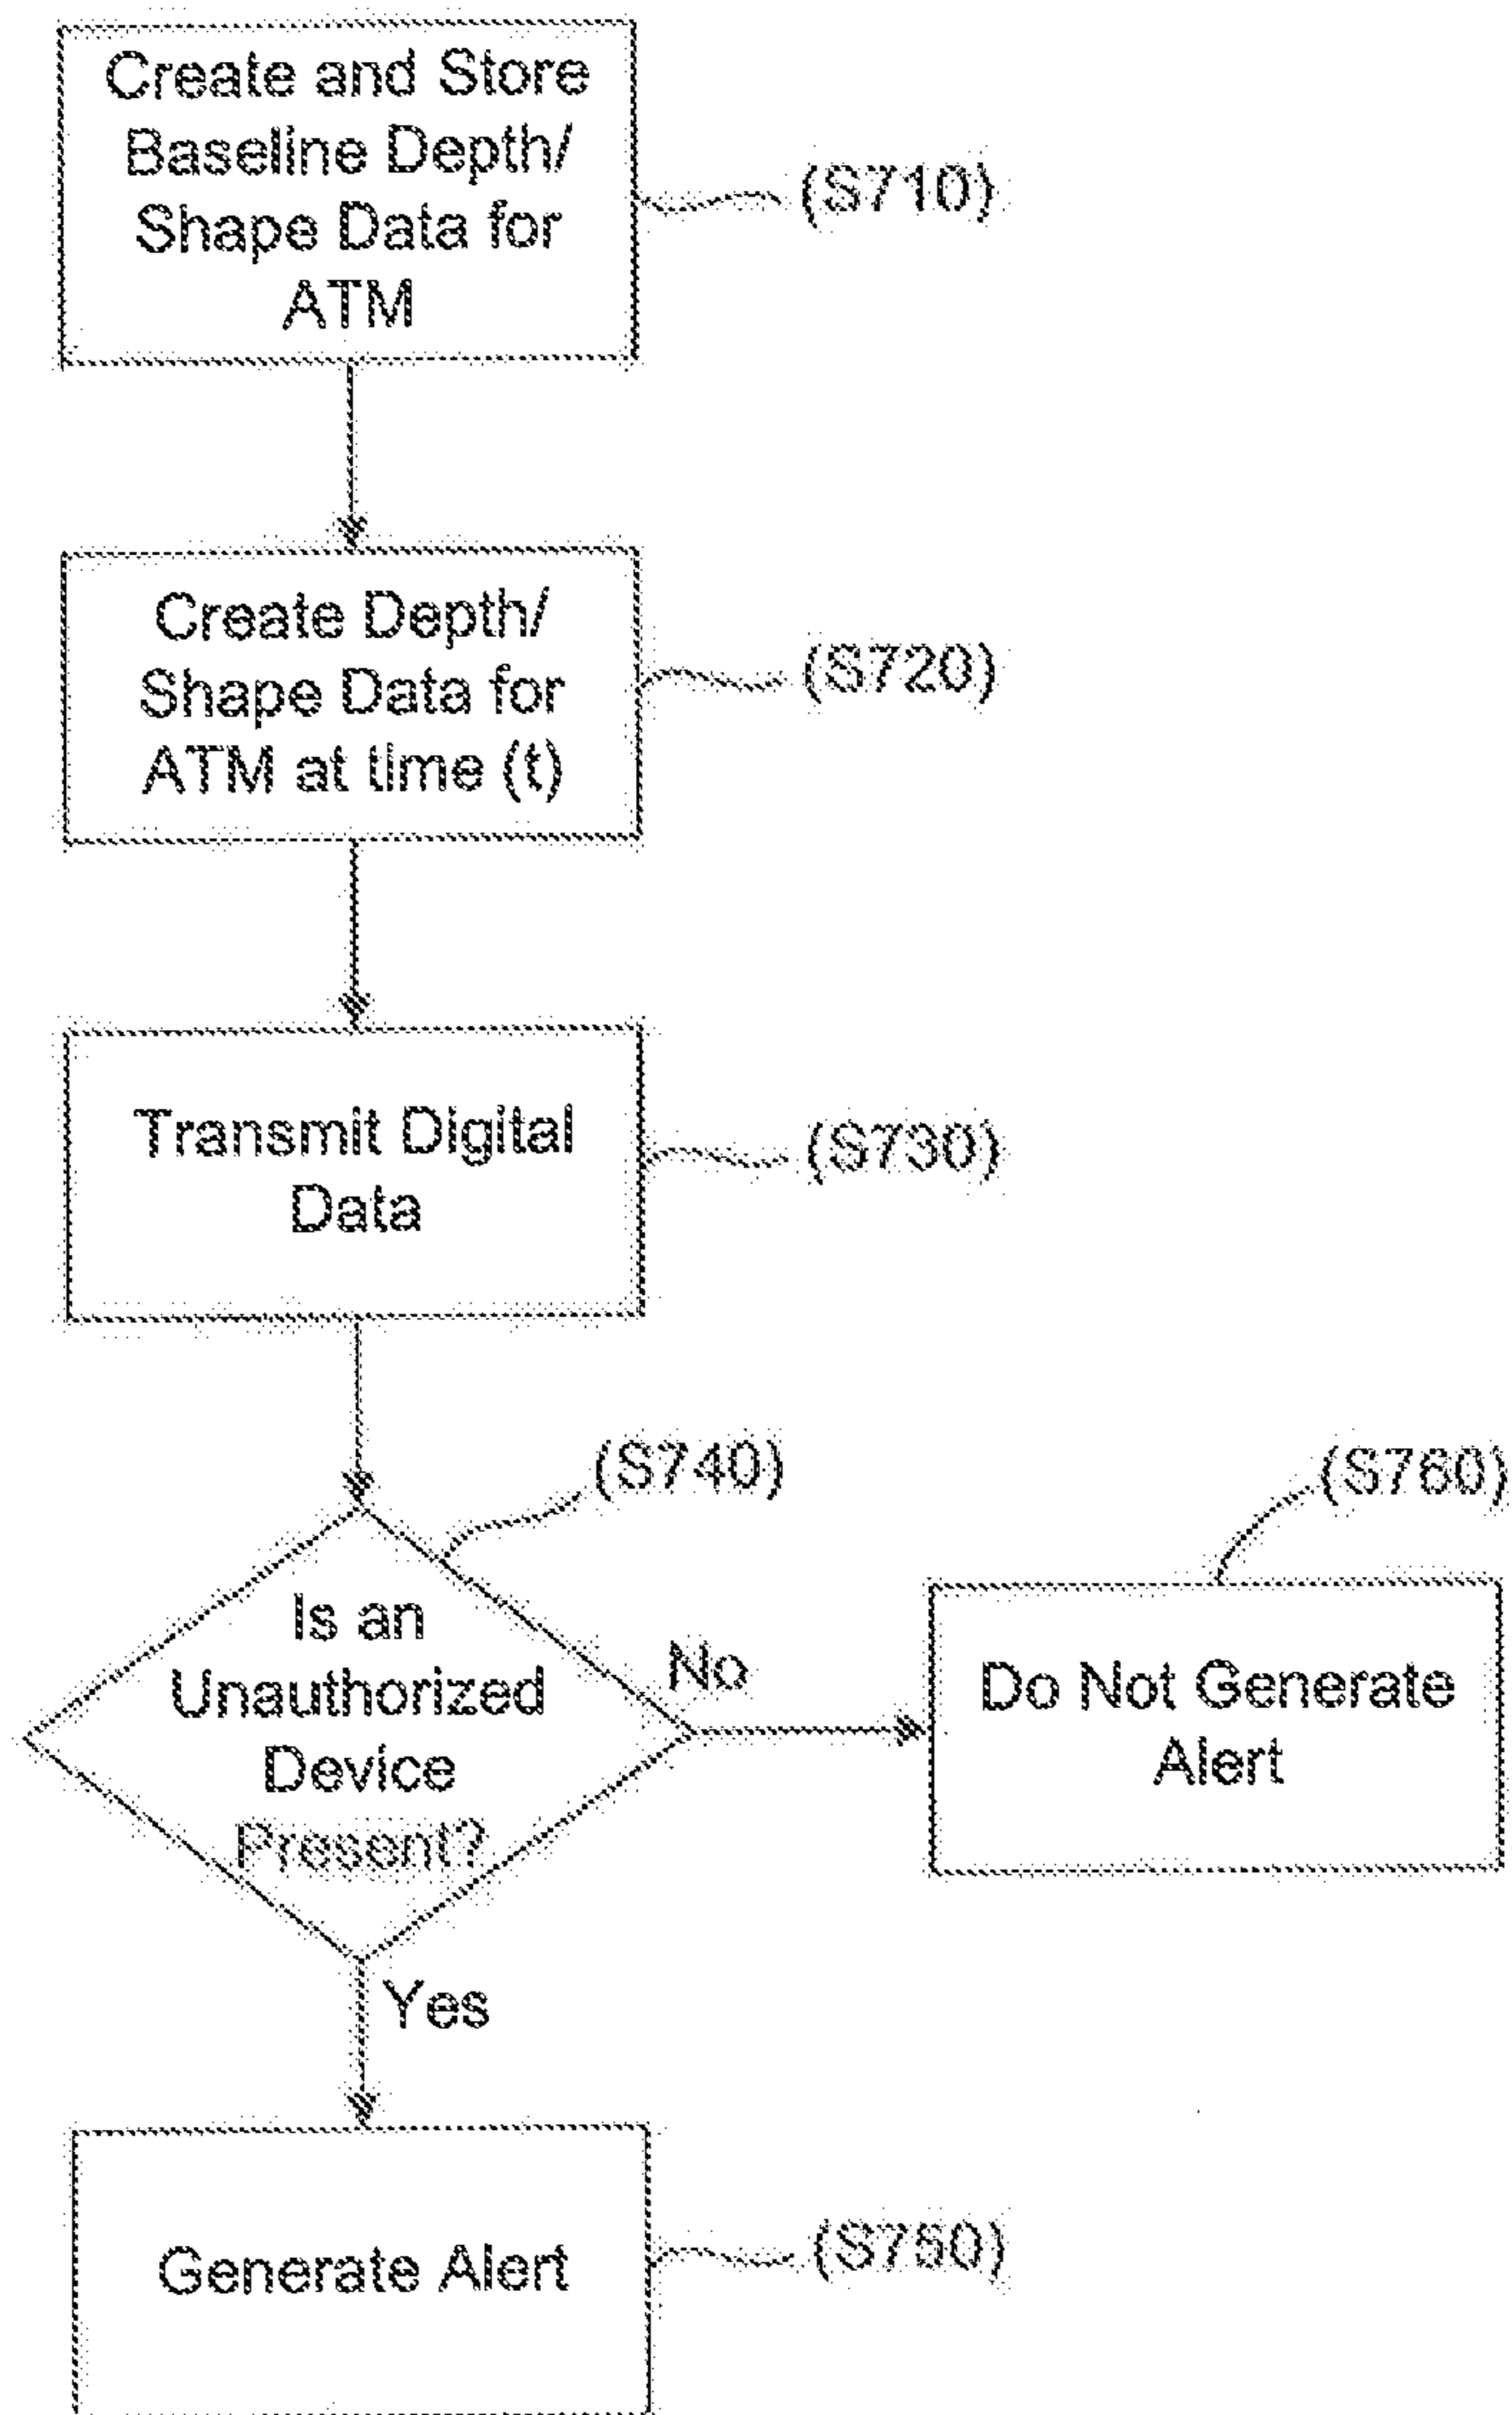 Create and Store
Baseline Depth/
Shape Data for
ATM
(S710)
Create Depth/
Shape Data for
ATM at time (t)
(S720)
Transmit Digital
Data
(S730)
(S740)
Is an
Unauthorized
Device
Present?
No
(S760)
Do Not Generate
Alert
Yes
Generate Alert
(S750)